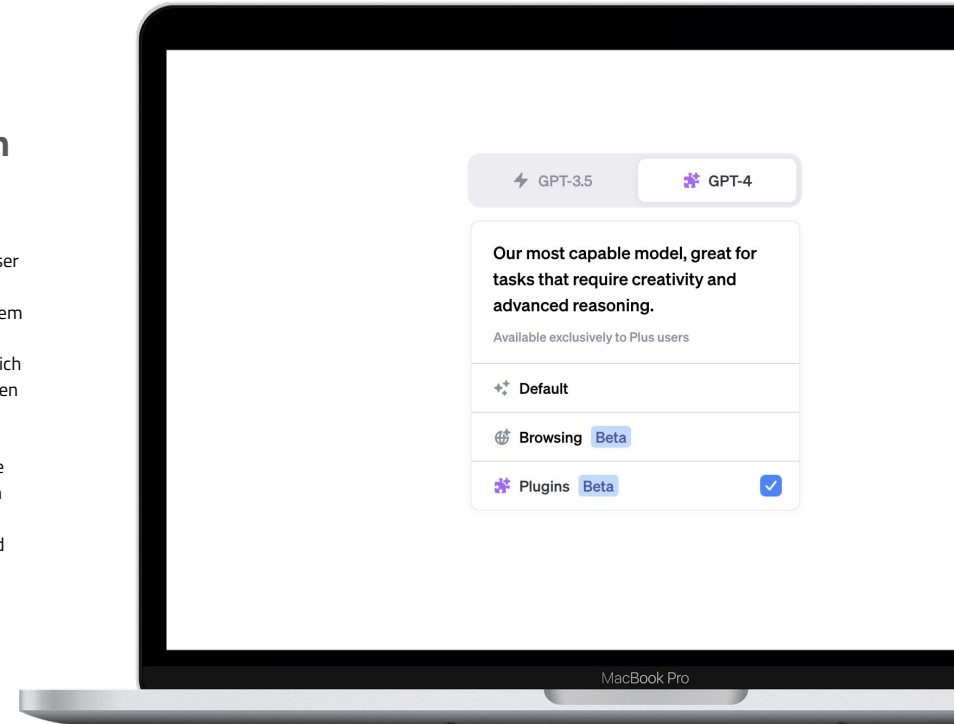 GPT-3.5
GPT-4
Our most capable model, great for
tasks that require creativity and
advanced reasoning.
Available exclusively to Plus users
Default
Browsing Beta
Plugins Beta
MacBook Pro